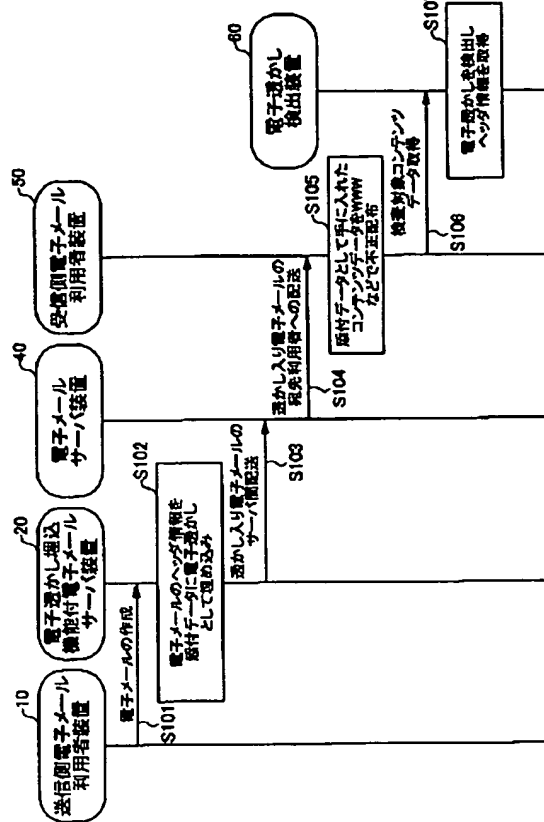 10
送信側電子メール
利用者装置
20
電子透かし埋込
機能付電子メール
サーバ装置
40
電子メール
サーバ装置
50
受信側電子メール
利用者装置
60
電子透かし
検出装置
電子メールの作成
S101
S102
電子メールのヘッダ情報を
添付データに電子透かし
として埋め込み
透かし入り電子メールの
サーバ間配送
S103
透かし入り電子メールの
宛先利用者への配送
S104
S105
添付データとして手に入れた
コンテンツデータをWWW
などで不正配布
検査対象コンテンツ
データ取得
S106
S10
電子透かしを検出し
ヘッダ情報を取得